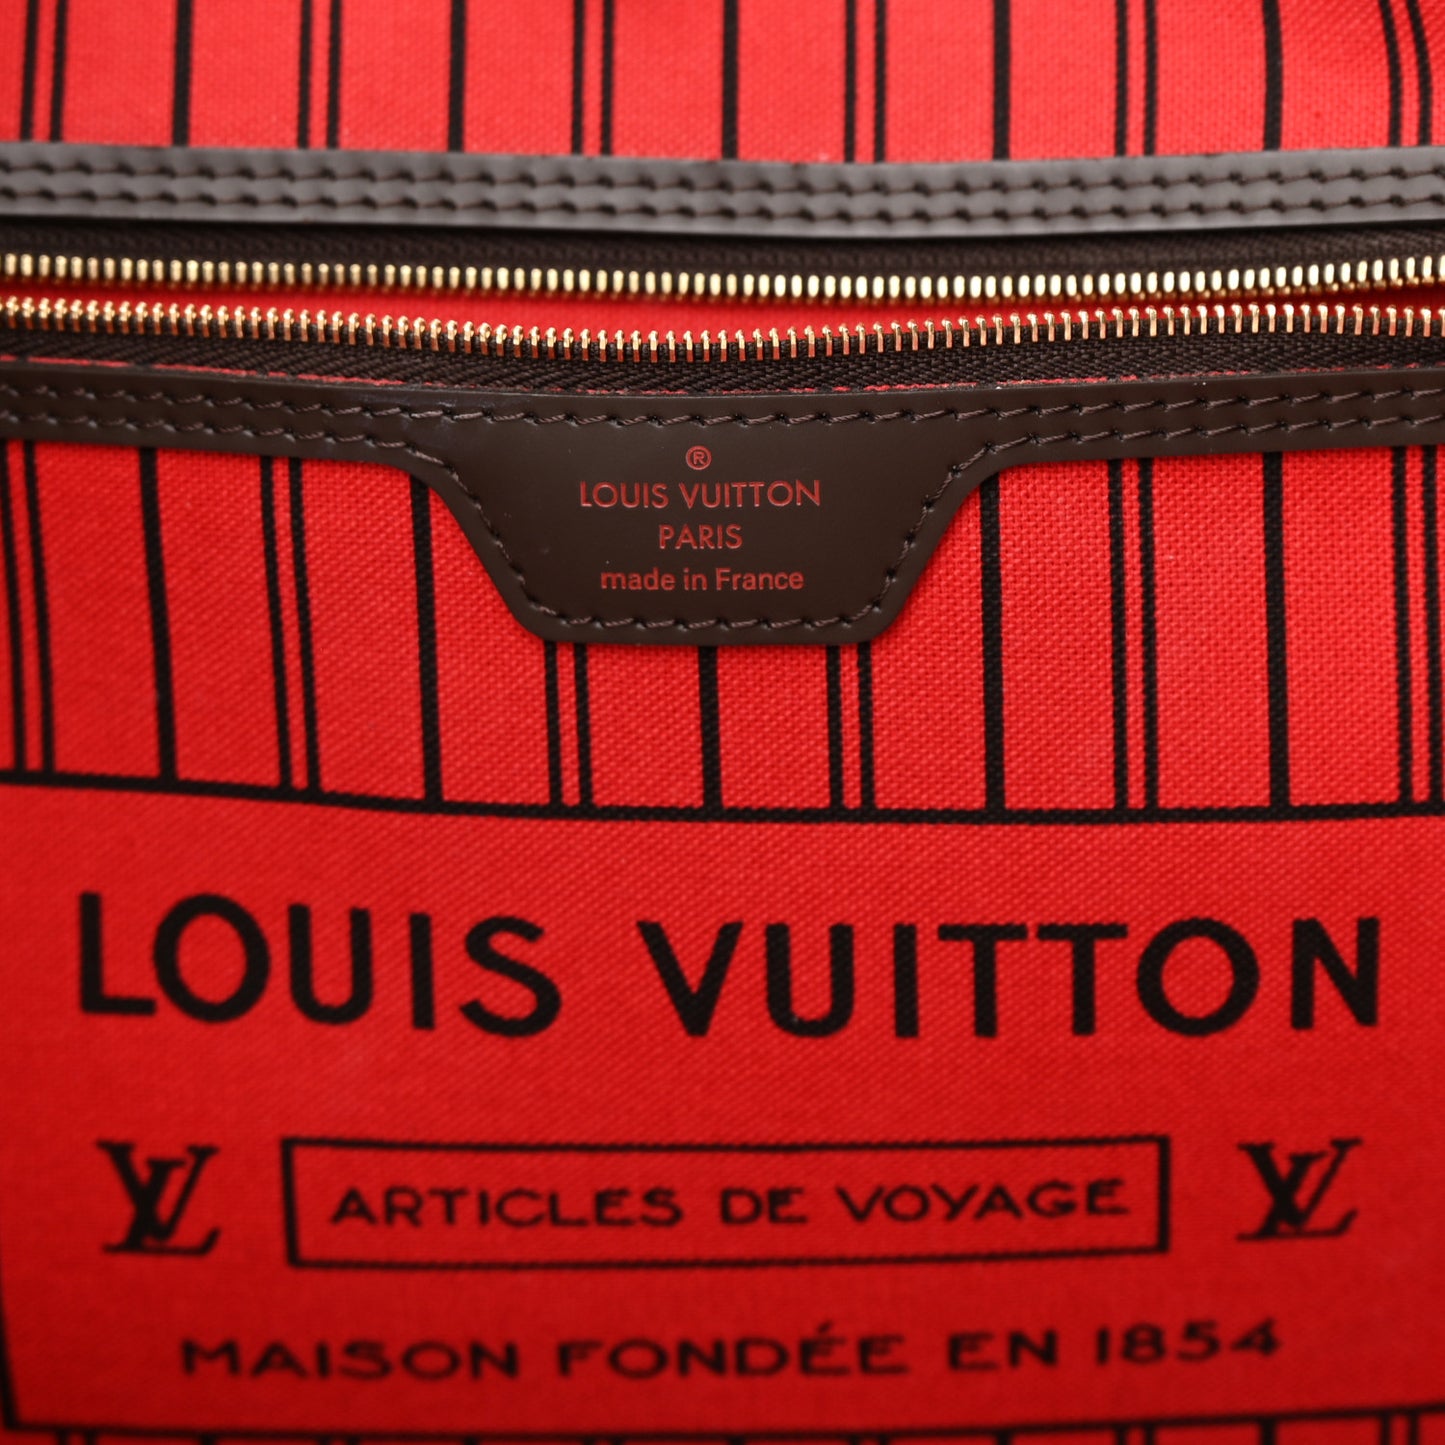 ®
LOUIS VUITTON
PARIS
made in France
LOUIS VUITTON
LV ARTICLES DE VOYAGE LV
MAISON FONDÉE EN 1854